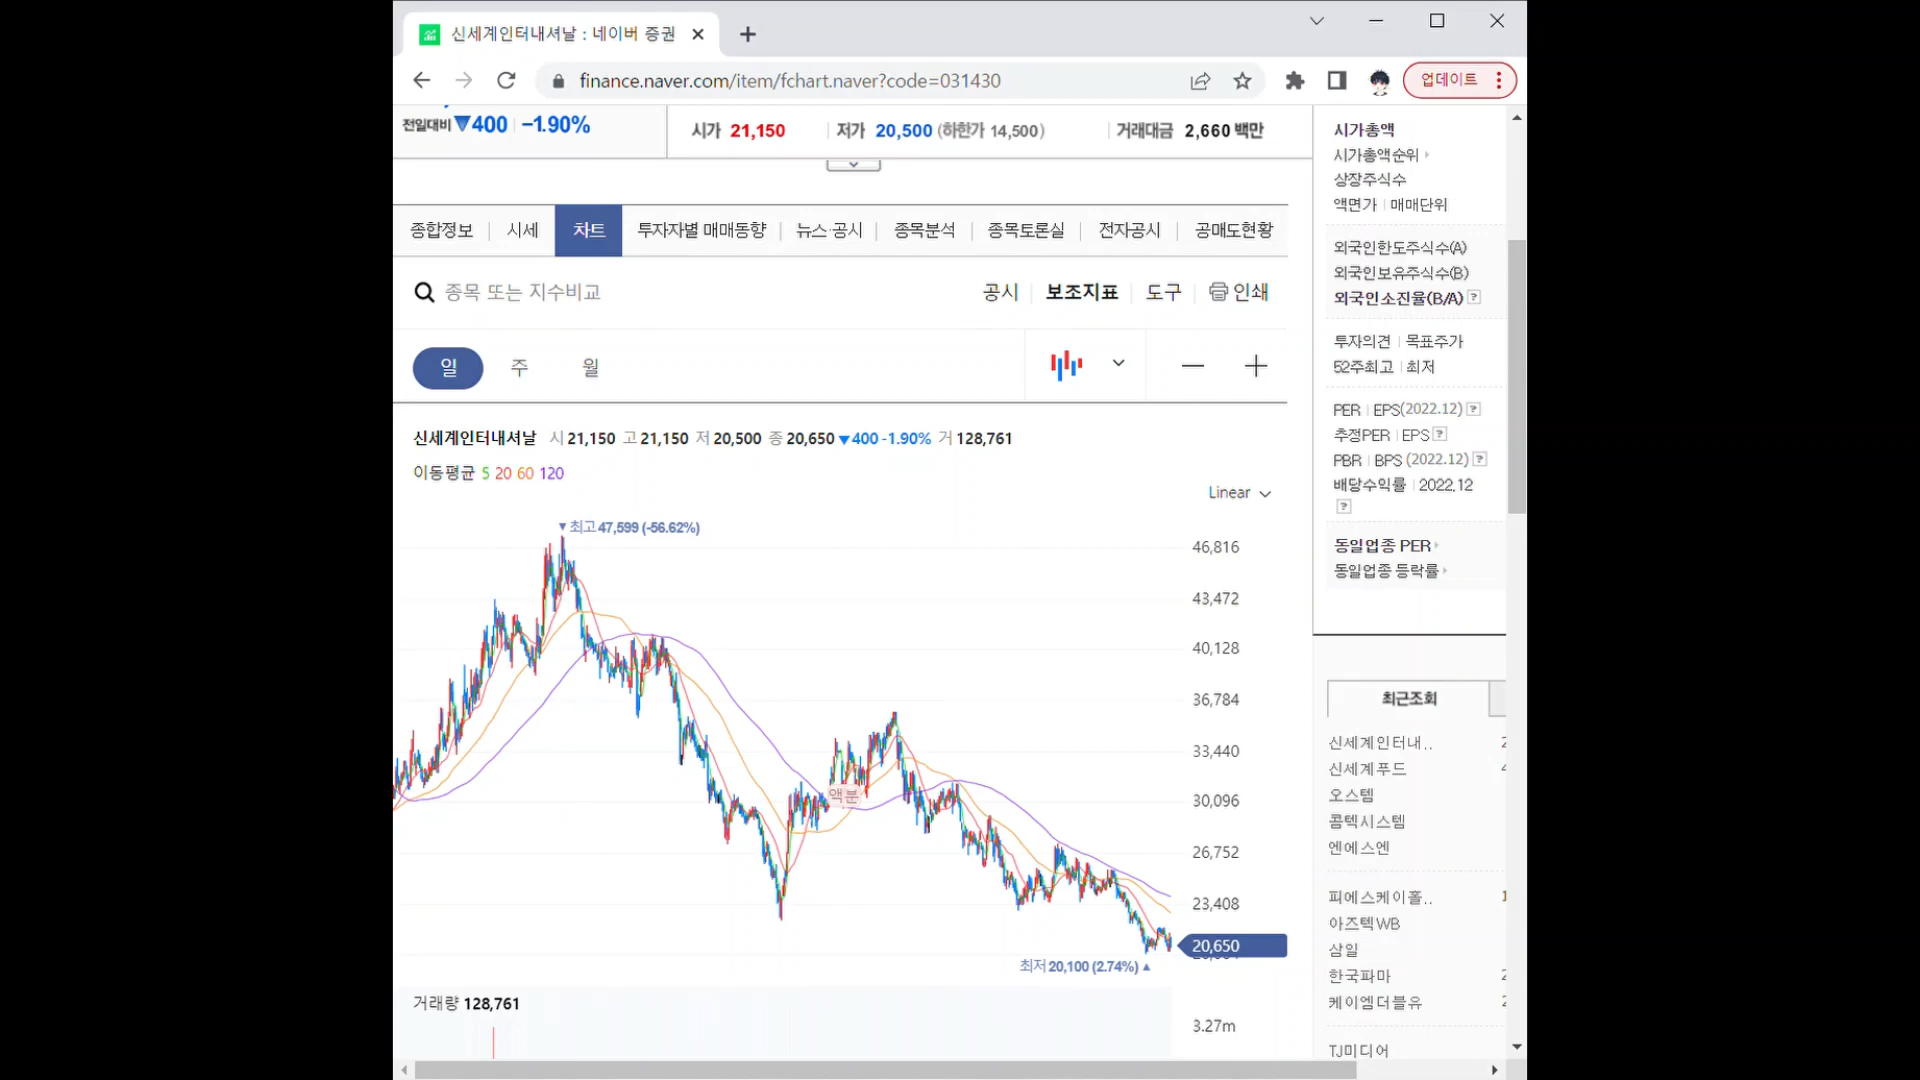 신세계인터내셔날 : 네이버 증권
finance.naver.com/item/fchart.naver?code=031430
업데이트
전일대비 ▼400 −1.90%
시가 21,150 저가 20,500 (하한가 14,500) 거래대금 2,660 백만
종합정보 시세 차트 투자자별 매매동향 뉴스·공시 종목분석 종목토론실 전자공시 공매도현황
종목 또는 지수비교
공시 보조지표 도구 인쇄
일 주 월
신세계인터내셔날 시 21,150 고 21,150 저 20,500 종 20,650 ▼400 -1.90% 거 128,761
이동평균 5 20 60 120
Linear
▼최고 47,599 (-56.62%)
46,816
43,472
40,128
36,784
33,440
30,096
액분
26,752
23,408
20,650
최저 20,100 (2.74%) ▲
거래량 128,761
3.27m
시가총액
시가총액순위
상장주식수
액면가 매매단위
외국인한도주식수(A)
외국인보유주식수(B)
외국인소진율(B/A) ?
투자의견 목표주가
52주최고 최저
PER EPS(2022.12) ?
추정PER EPS ?
PBR BPS (2022.12) ?
배당수익률 2022.12
?
동일업종 PER
동일업종 등락률
최근조회
신세계인터내..
신세계푸드
오스템
콤텍시스템
엔에스엔
피에스케이홀..
아즈텍WB
삼일
한국파마
케이엠더블유
TJ미디어